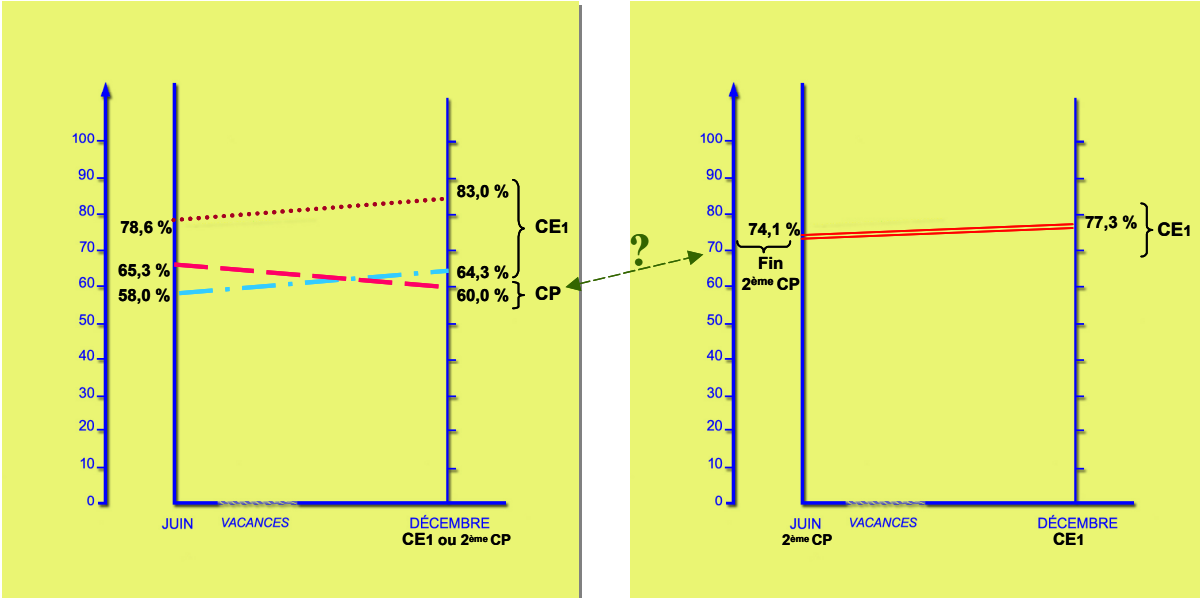 100
90
80
70
60
50
40
30
20
10
0
78,6 %
65,3 %
58,0 %
83,0 %
64,3 %
60,0 %
CE1
CP
JUIN
VACANCES
DÉCEMBRE
CE1 ou 2ème CP
?
100
90
80
70
60
50
40
30
20
10
0
74,1 %
Fin
2ème CP
77,3 %
CE1
JUIN
2ème CP
VACANCES
DÉCEMBRE
CE1